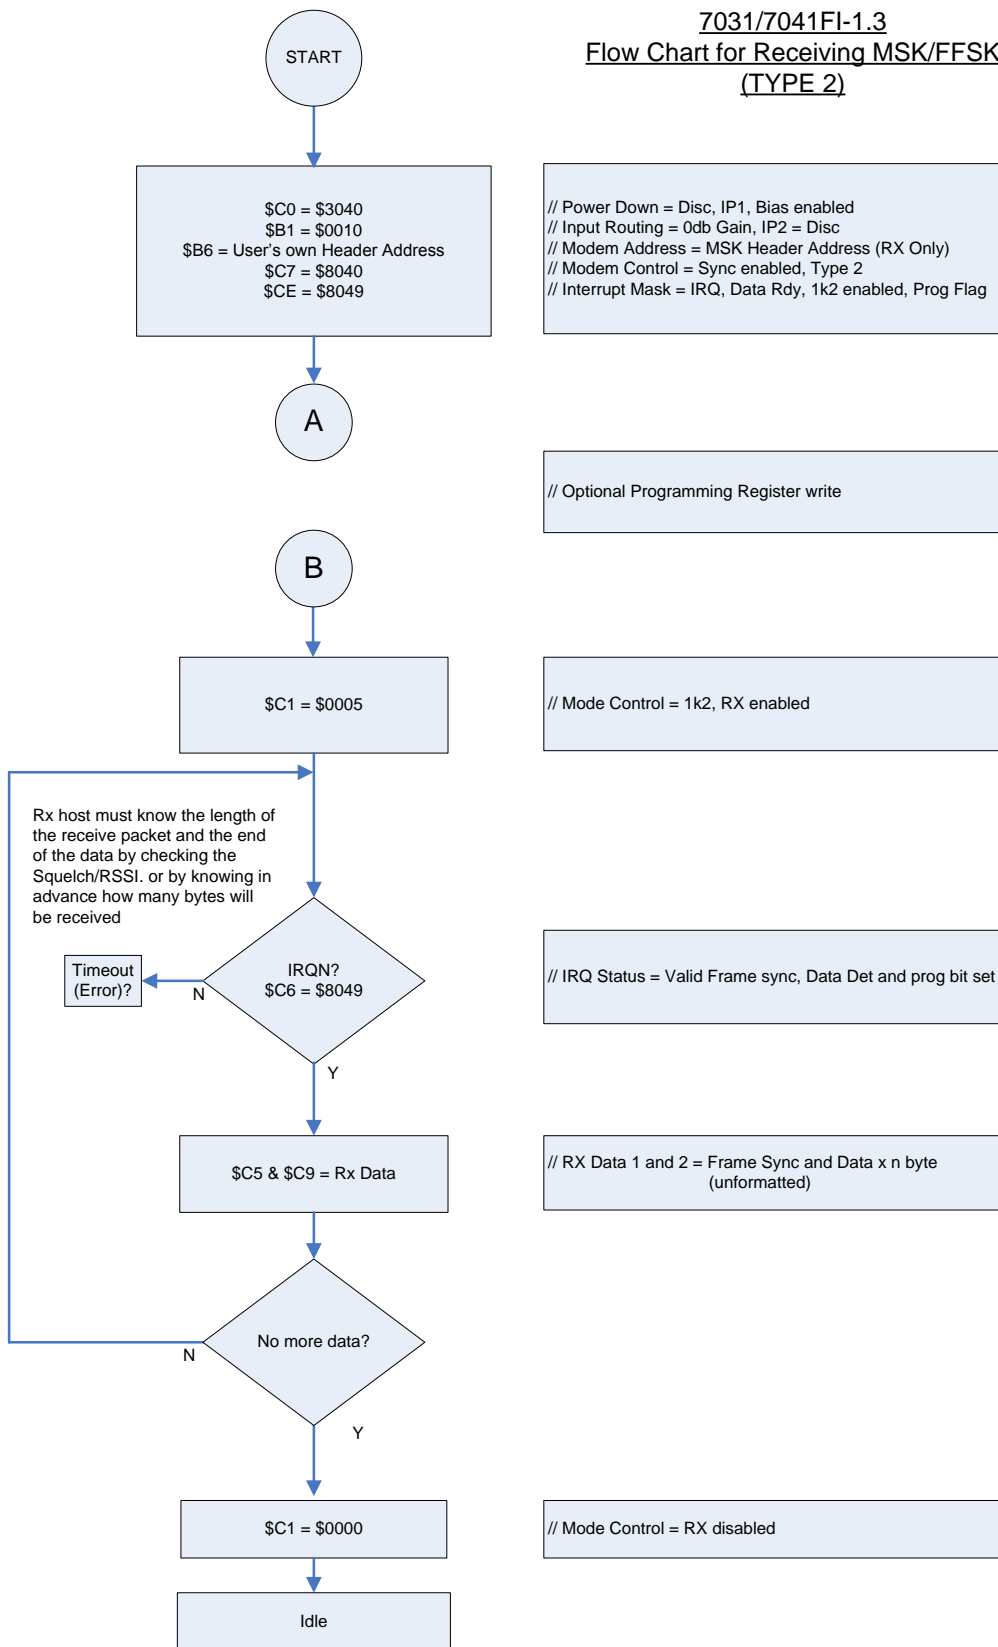 7031/7041FI-1.3
Flow Chart for Receiving MSK/FFSK
(TYPE 2)
START
$C0 = $3040
$B1 = $0010
$B6 = User's own Header Address
$C7 = $8040
$CE = $8049
// Power Down = Disc, IP1, Bias enabled
// Input Routing = 0db Gain, IP2 = Disc
// Modem Address = MSK Header Address (RX Only)
// Modem Control = Sync enabled, Type 2
// Interrupt Mask = IRQ, Data Rdy, 1k2 enabled, Prog Flag
A
// Optional Programming Register write
B
$C1 = $0005
// Mode Control = 1k2, RX enabled
Rx host must know the length of
the receive packet and the end
of the data by checking the
Squelch/RSSI. or by knowing in
advance how many bytes will
be received
Timeout
(Error)?
N
IRQN?
$C6 = $8049
Y
// IRQ Status = Valid Frame sync, Data Det and prog bit set
$C5 & $C9 = Rx Data
// RX Data 1 and 2 = Frame Sync and Data x n byte
(unformatted)
No more data?
N
Y
$C1 = $0000
// Mode Control = RX disabled
Idle